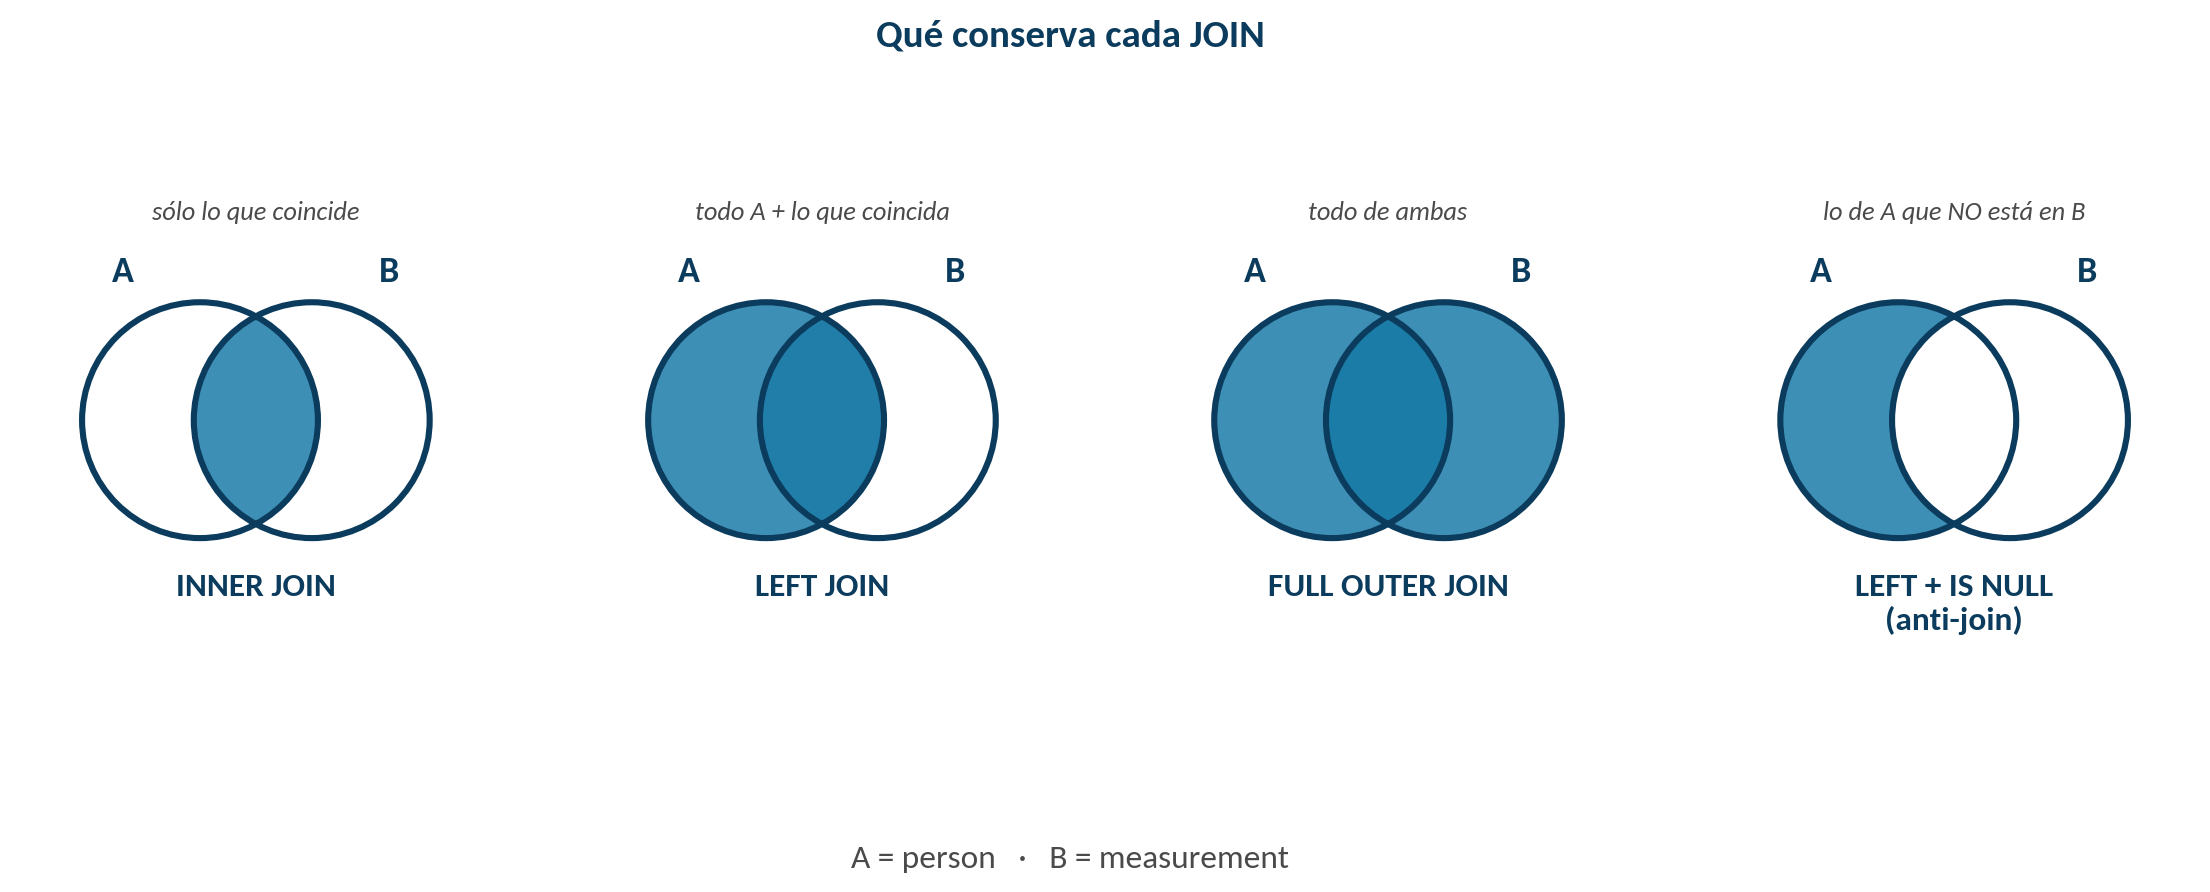 Qué conserva cada JOIN
sólo lo que coincide
A B
INNER JOIN
todo A + lo que coincida
A B
LEFT JOIN
todo de ambas
A B
FULL OUTER JOIN
lo de A que NO está en B
A B
LEFT + IS NULL
(anti-join)
A = person · B = measurement